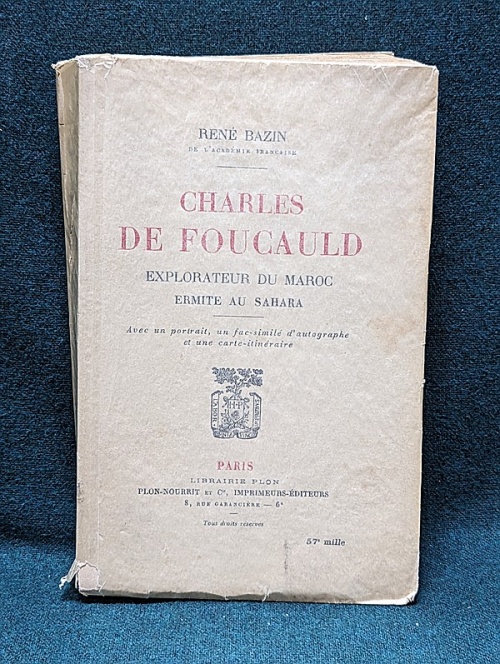 RENÉ BAZIN
DE L'ACADÉMIE FRANÇAISE
CHARLES
DE FOUCAULD
EXPLORATEUR DU MAROC
ERMITE AU SAHARA
Avec un portrait, un fac-similé d'autographe
et une carte-itinéraire
PARIS
LIBRAIRIE PLON
PLON-NOURRIT ET Cie, IMPRIMEURS-ÉDITEURS
8, RUE GARANCIÈRE — 6e
Tous droits réservés
57e mille